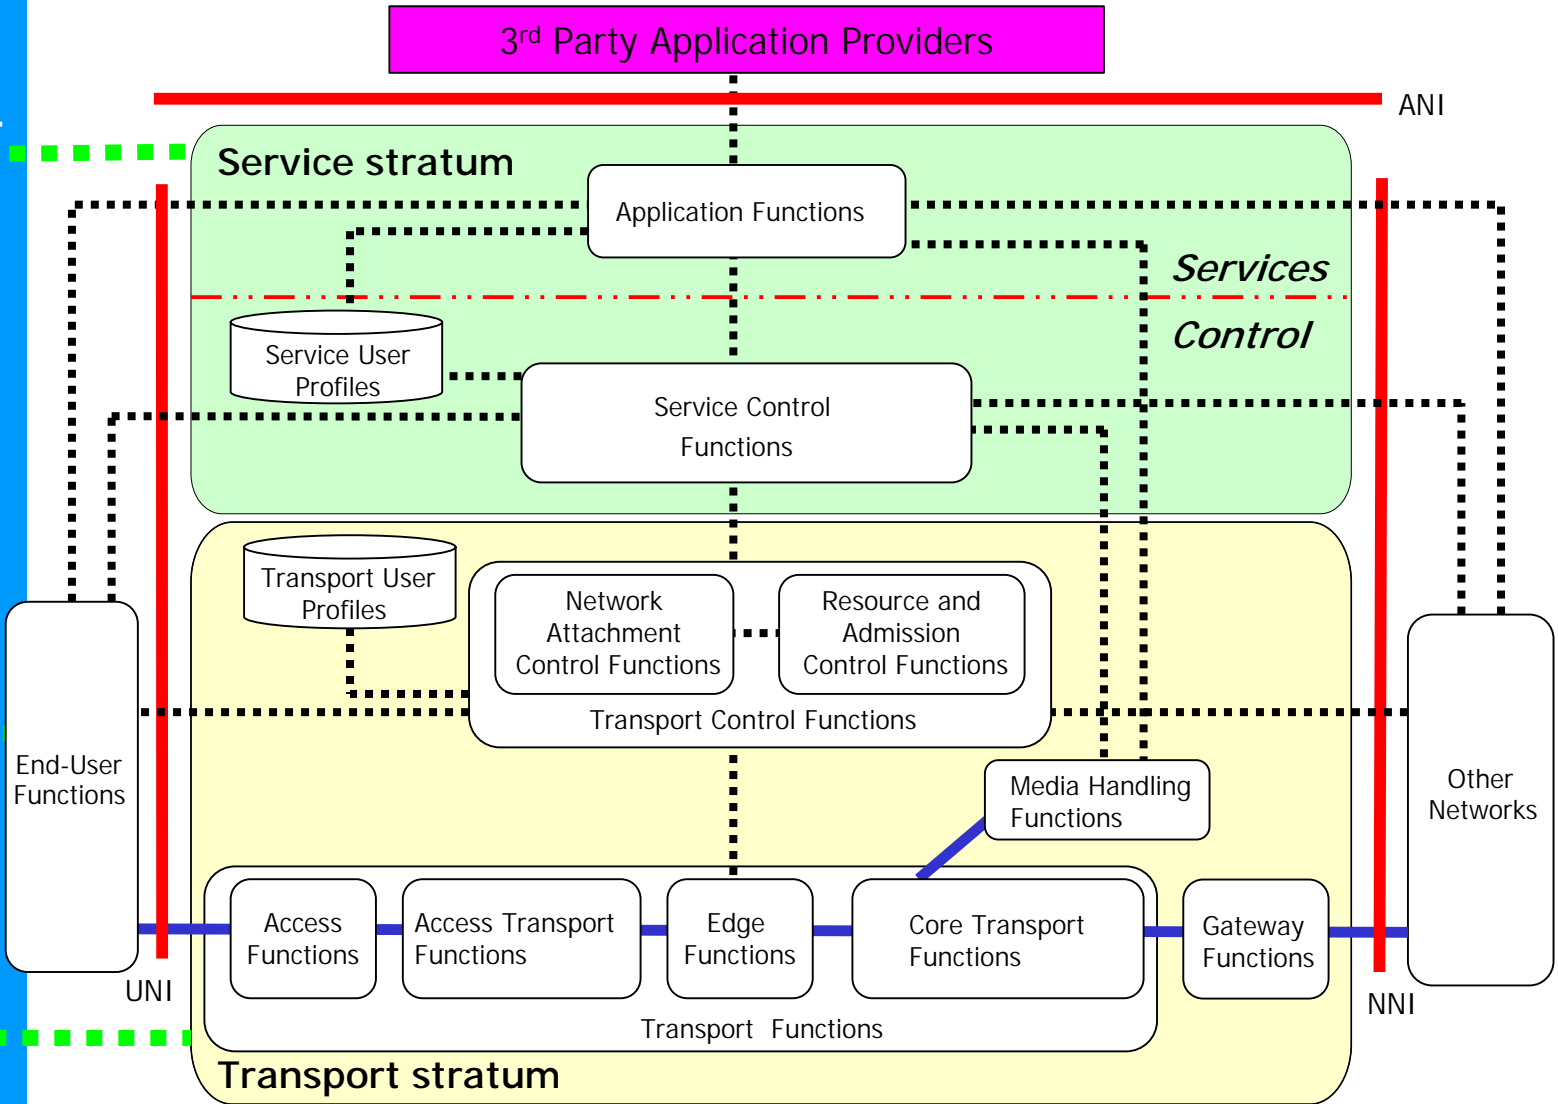 3rd Party Application Providers
ANI
Service stratum
Application Functions
Services
Control
Service User
Profiles
Service Control
Functions
Transport User
Profiles
Network
Attachment
Control Functions
Resource and
Admission
Control Functions
Transport Control Functions
End-User
Functions
Media Handling
Functions
Other
Networks
Access
Functions
Access Transport
Functions
Edge
Functions
Core Transport
Functions
Gateway
Functions
UNI
NNI
Transport Functions
Transport stratum